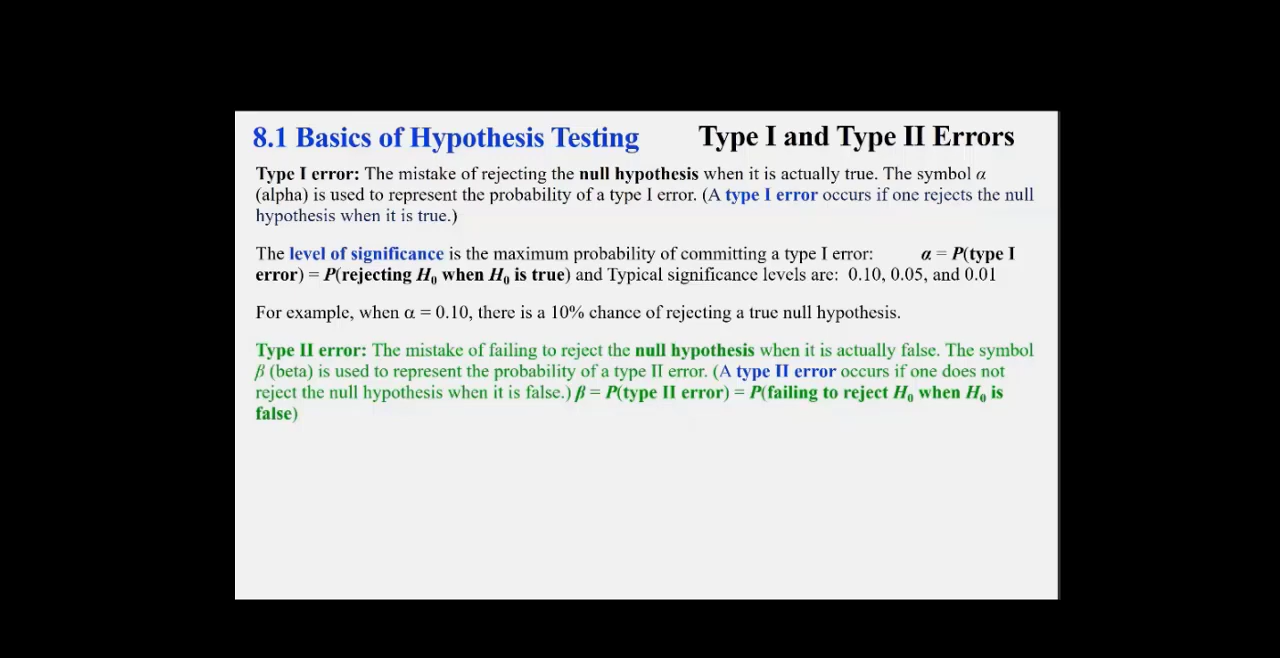 8.1 Basics of Hypothesis Testing Type I and Type II Errors
Type I error: The mistake of rejecting the null hypothesis when it is actually true. The symbol α
(alpha) is used to represent the probability of a type I error. (A type I error occurs if one rejects the null
hypothesis when it is true.)
The level of significance is the maximum probability of committing a type I error: α = P(type I
error) = P(rejecting H₀ when H₀ is true) and Typical significance levels are: 0.10, 0.05, and 0.01
For example, when α = 0.10, there is a 10% chance of rejecting a true null hypothesis.
Type II error: The mistake of failing to reject the null hypothesis when it is actually false. The symbol
β (beta) is used to represent the probability of a type II error. (A type II error occurs if one does not
reject the null hypothesis when it is false.) β = P(type II error) = P(failing to reject H₀ when H₀ is
false)